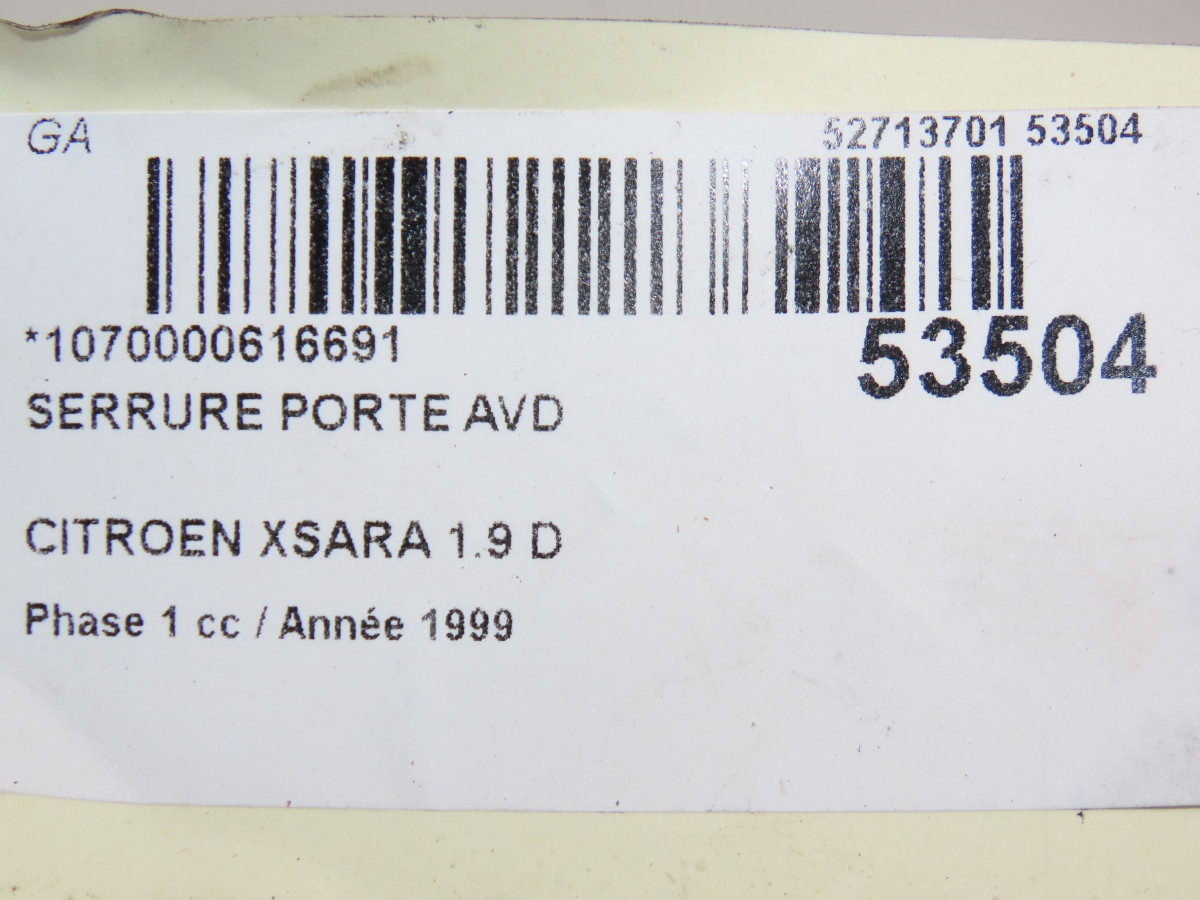 GA 52713701 53504
*1070000616691
53504
SERRURE PORTE AVD
CITROEN XSARA 1.9 D
Phase 1 cc / Année 1999